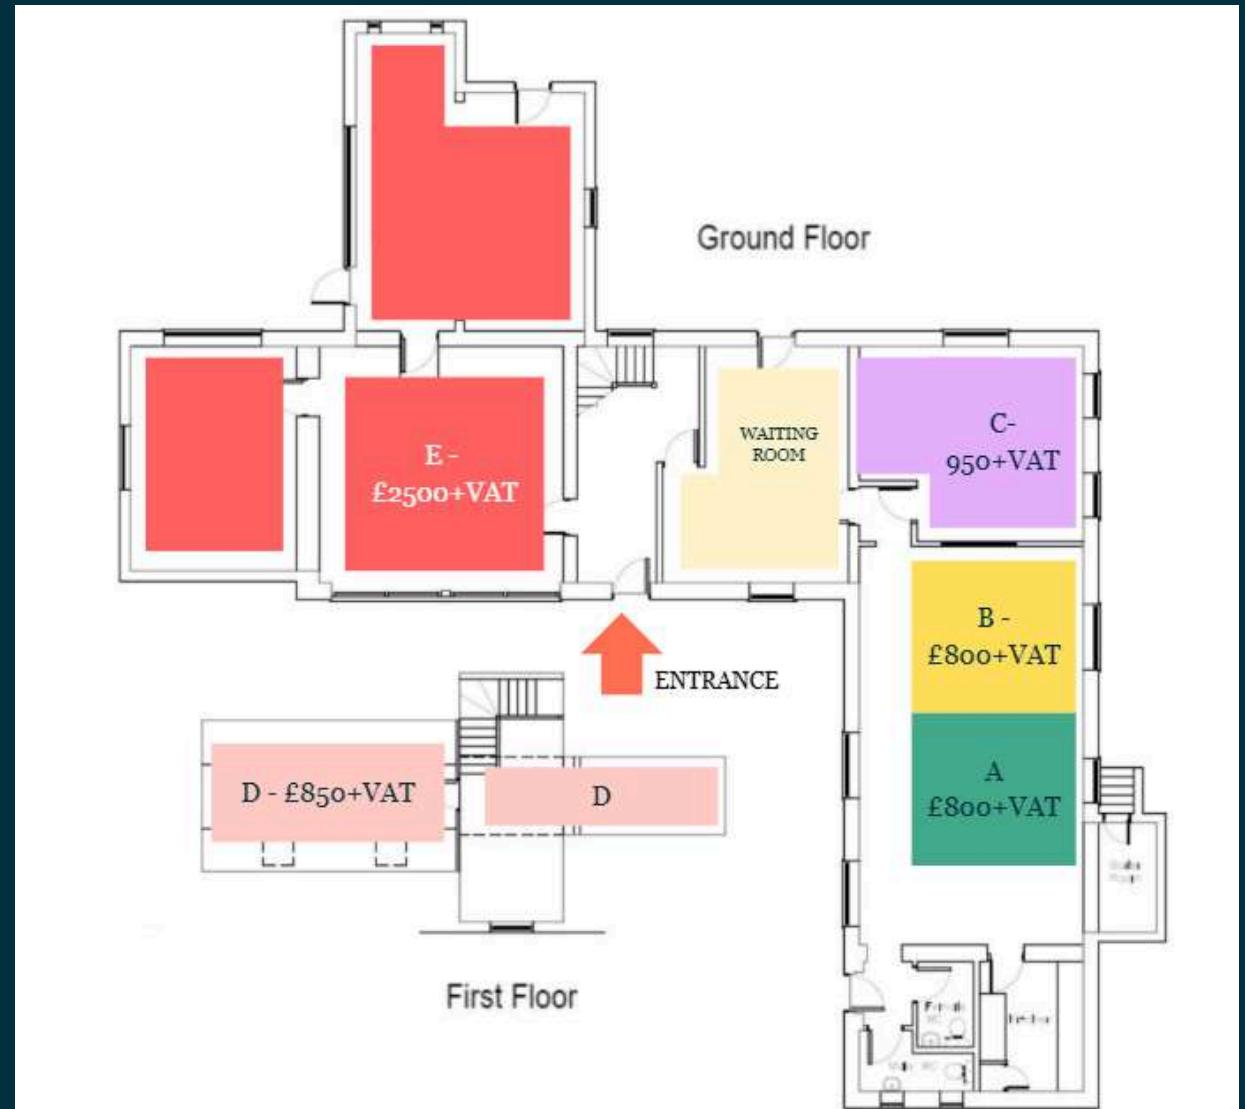 Ground Floor
WAITING
ROOM
C-
950+VAT
E -
£2500+VAT
B -
£800+VAT
ENTRANCE
A
£800+VAT
D - £850+VAT
D
First Floor